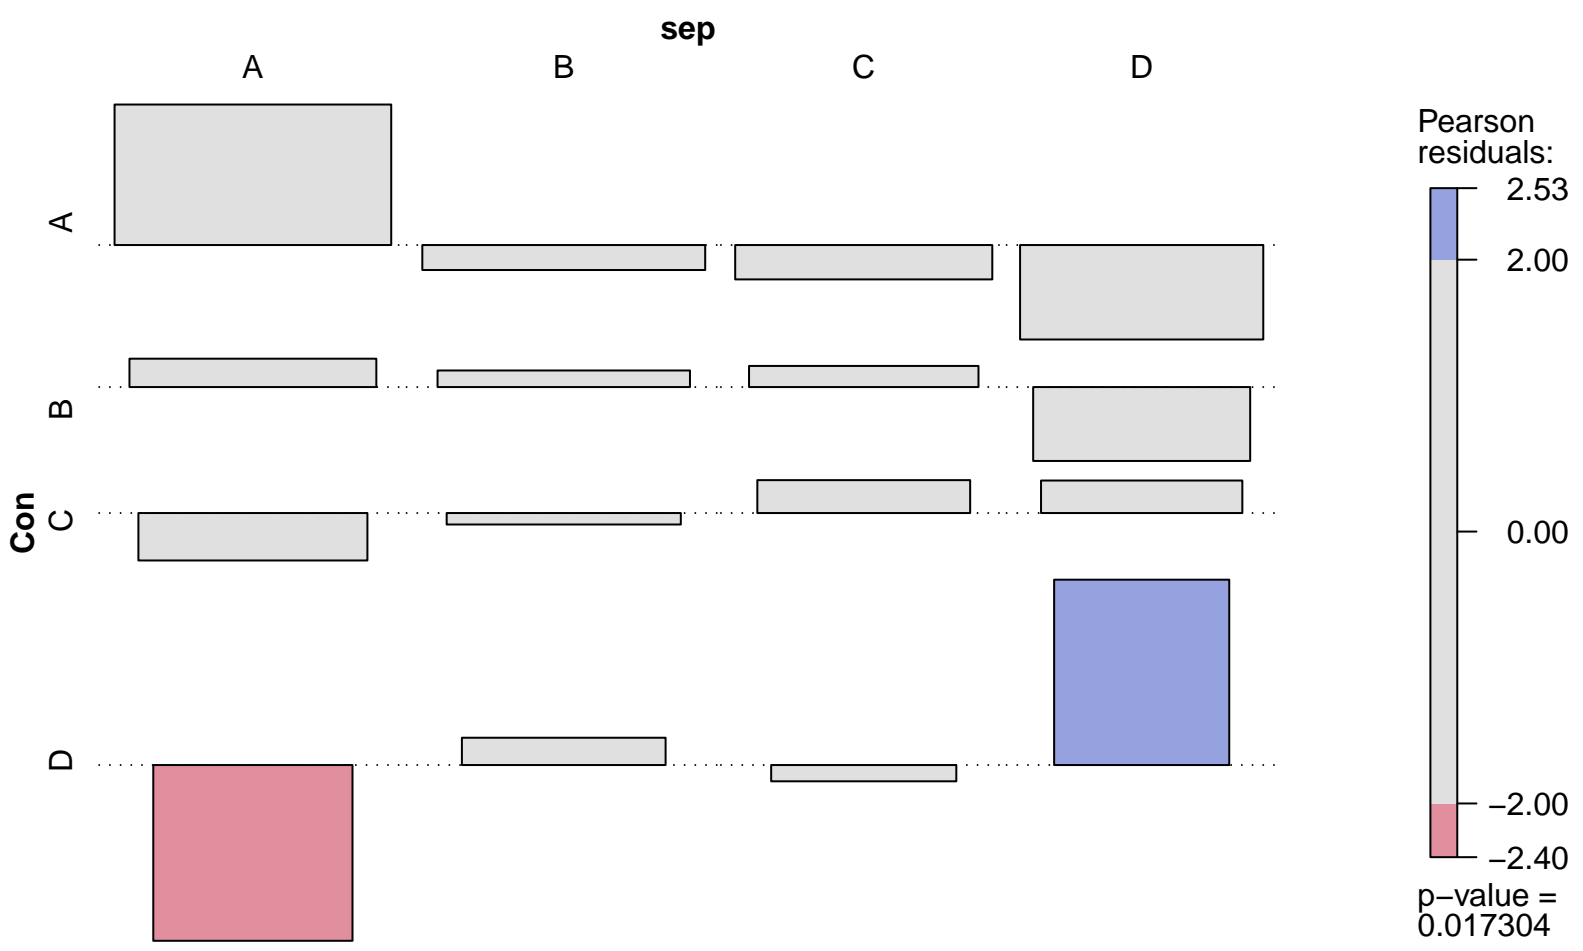 sep
A B C D
A
B
C
D
Con
Pearson
residuals:
2.53
2.00
0.00
−2.00
−2.40
p−value =
0.017304